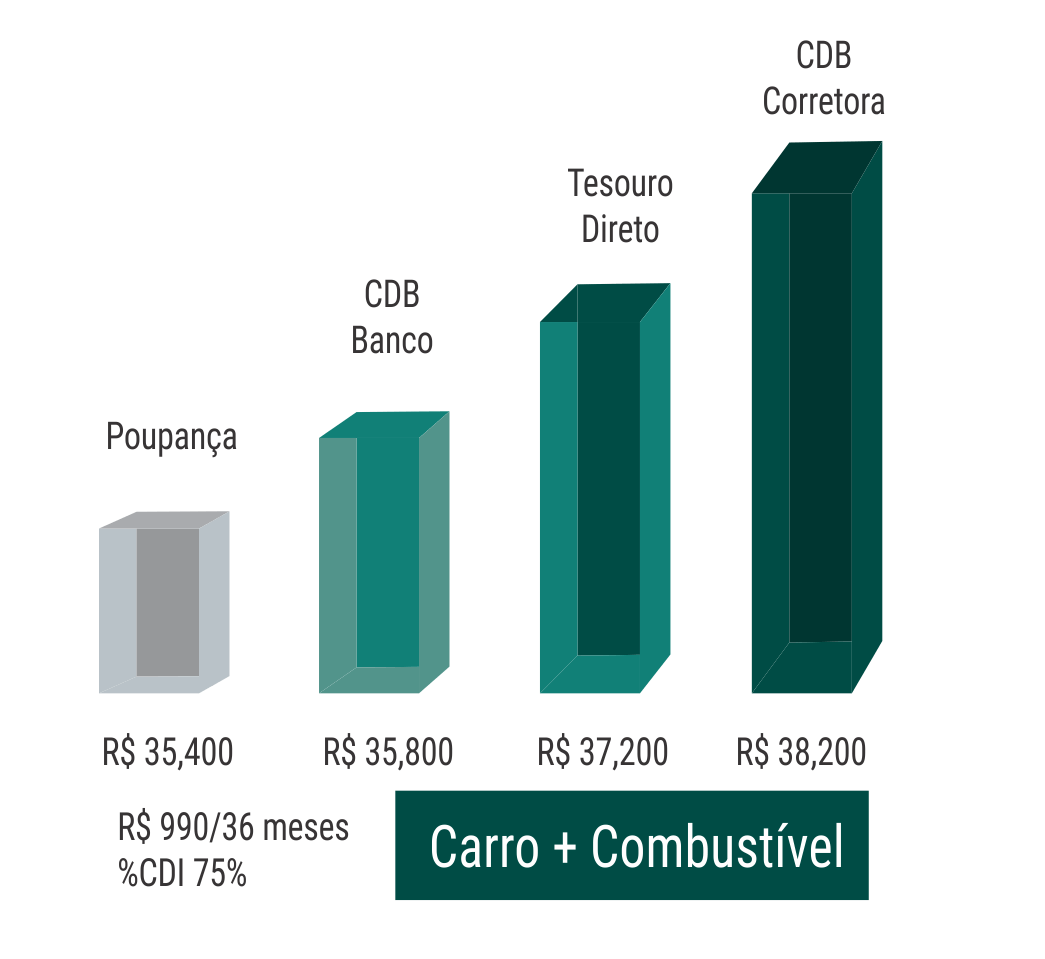 CDB
Corretora
Tesouro
Direto
CDB
Banco
Poupança
R$ 35,400
R$ 35,800
R$ 37,200
R$ 38,200
R$ 990/36 meses
%CDI 75%
Carro + Combustível